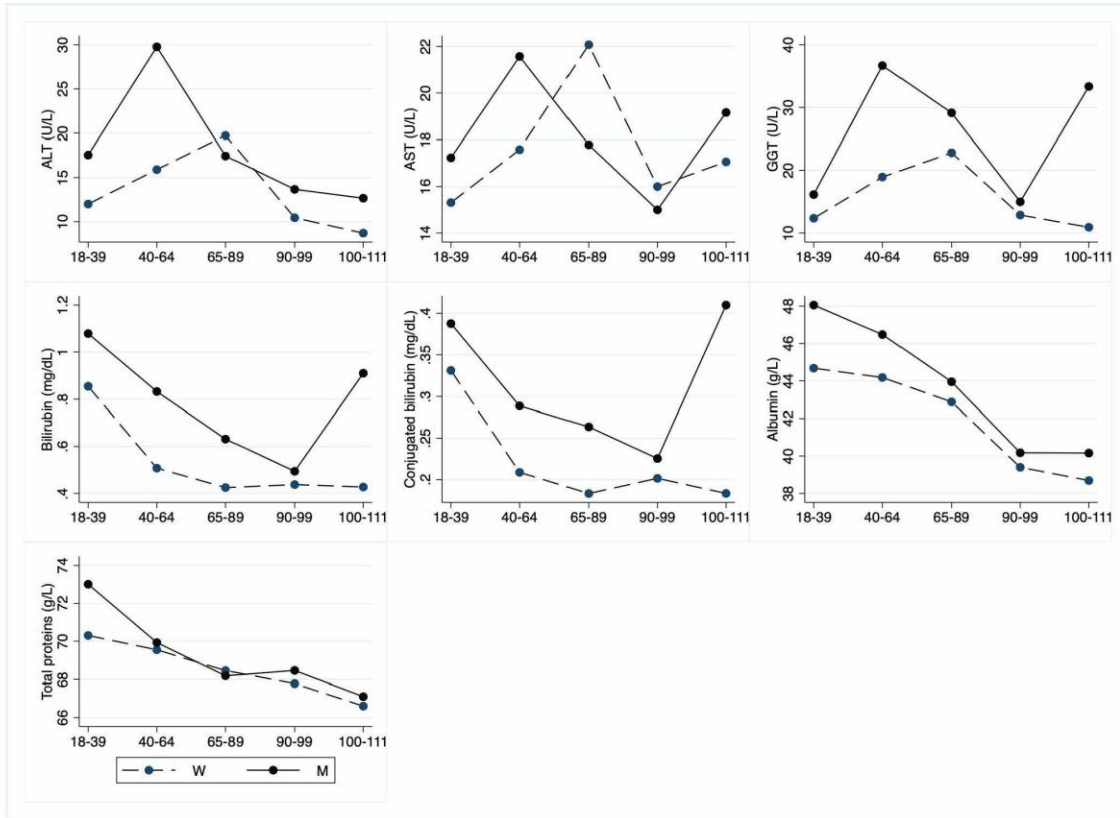 ALT (U/L)
30
25
20
15
10
18-39 40-64 65-89 90-99 100-111
AST (U/L)
22
20
18
16
14
18-39 40-64 65-89 90-99 100-111
GGT (U/L)
40
30
20
10
18-39 40-64 65-89 90-99 100-111
Bilirubin (mg/dL)
1.2
1
.8
.6
.4
18-39 40-64 65-89 90-99 100-111
Conjugated bilirubin (mg/dL)
.4
.35
.3
.25
.2
18-39 40-64 65-89 90-99 100-111
Albumin (g/L)
48
46
44
42
40
38
18-39 40-64 65-89 90-99 100-111
Total proteins (g/L)
74
72
70
68
66
18-39 40-64 65-89 90-99 100-111
W M